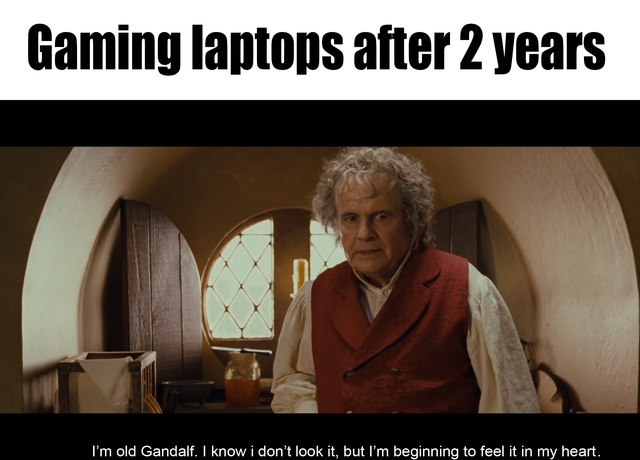 Gaming laptops after 2 years
I'm old Gandalf. I know i don't look it, but I'm beginning to feel it in my heart.